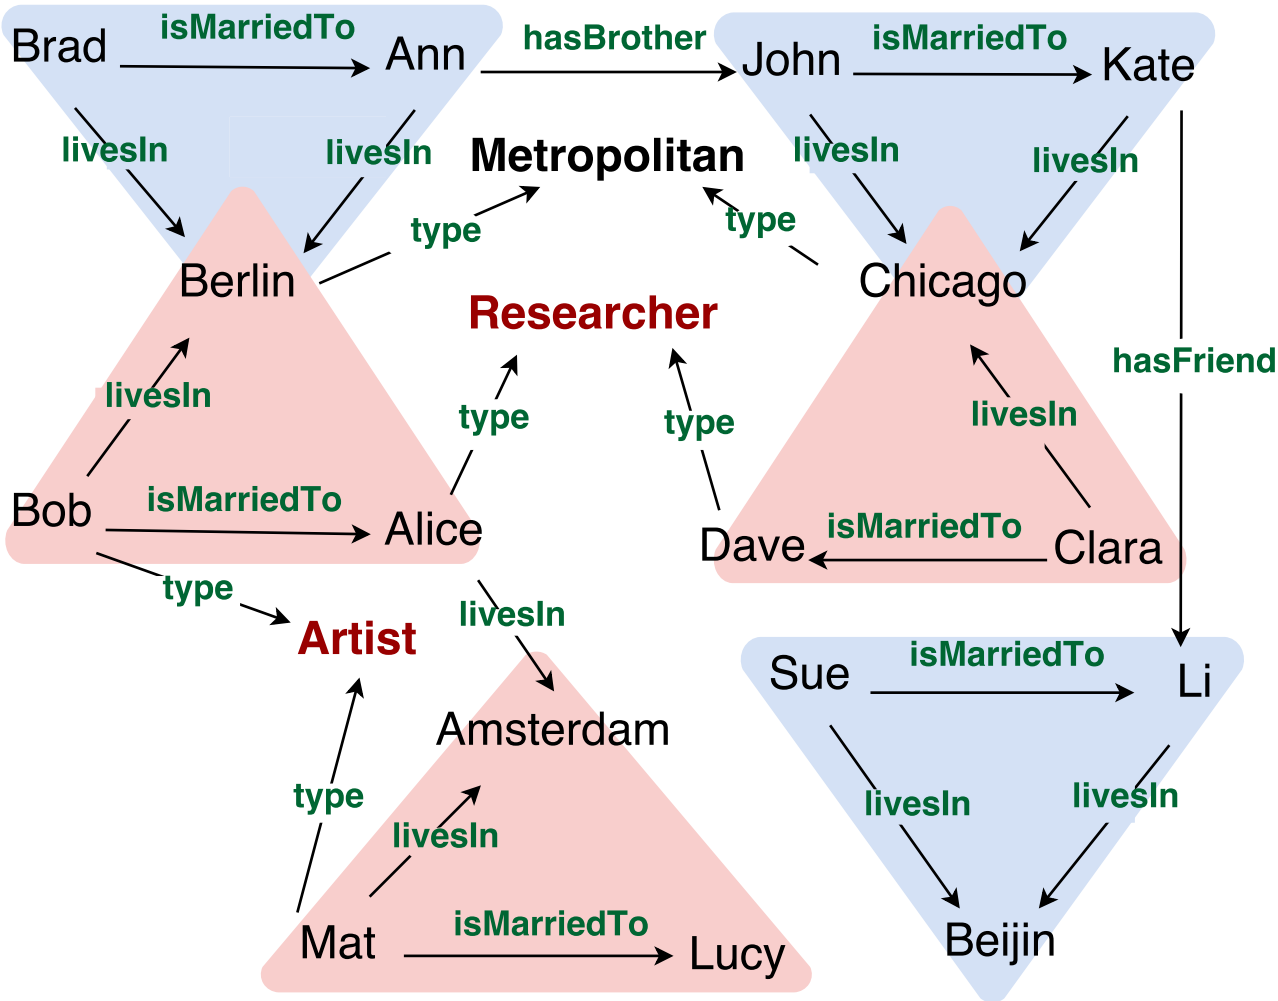 Brad
isMarriedTo
Ann
hasBrother
John
isMarriedTo
Kate
livesIn
livesIn
Metropolitan
livesIn
livesIn
type
type
Berlin
Chicago
Researcher
hasFriend
livesIn
type
type
livesIn
Bob
isMarriedTo
Alice
Dave
isMarriedTo
Clara
type
livesIn
Artist
Sue
isMarriedTo
Li
Amsterdam
type
livesIn
livesIn
livesIn
Mat
isMarriedTo
Lucy
Beijin